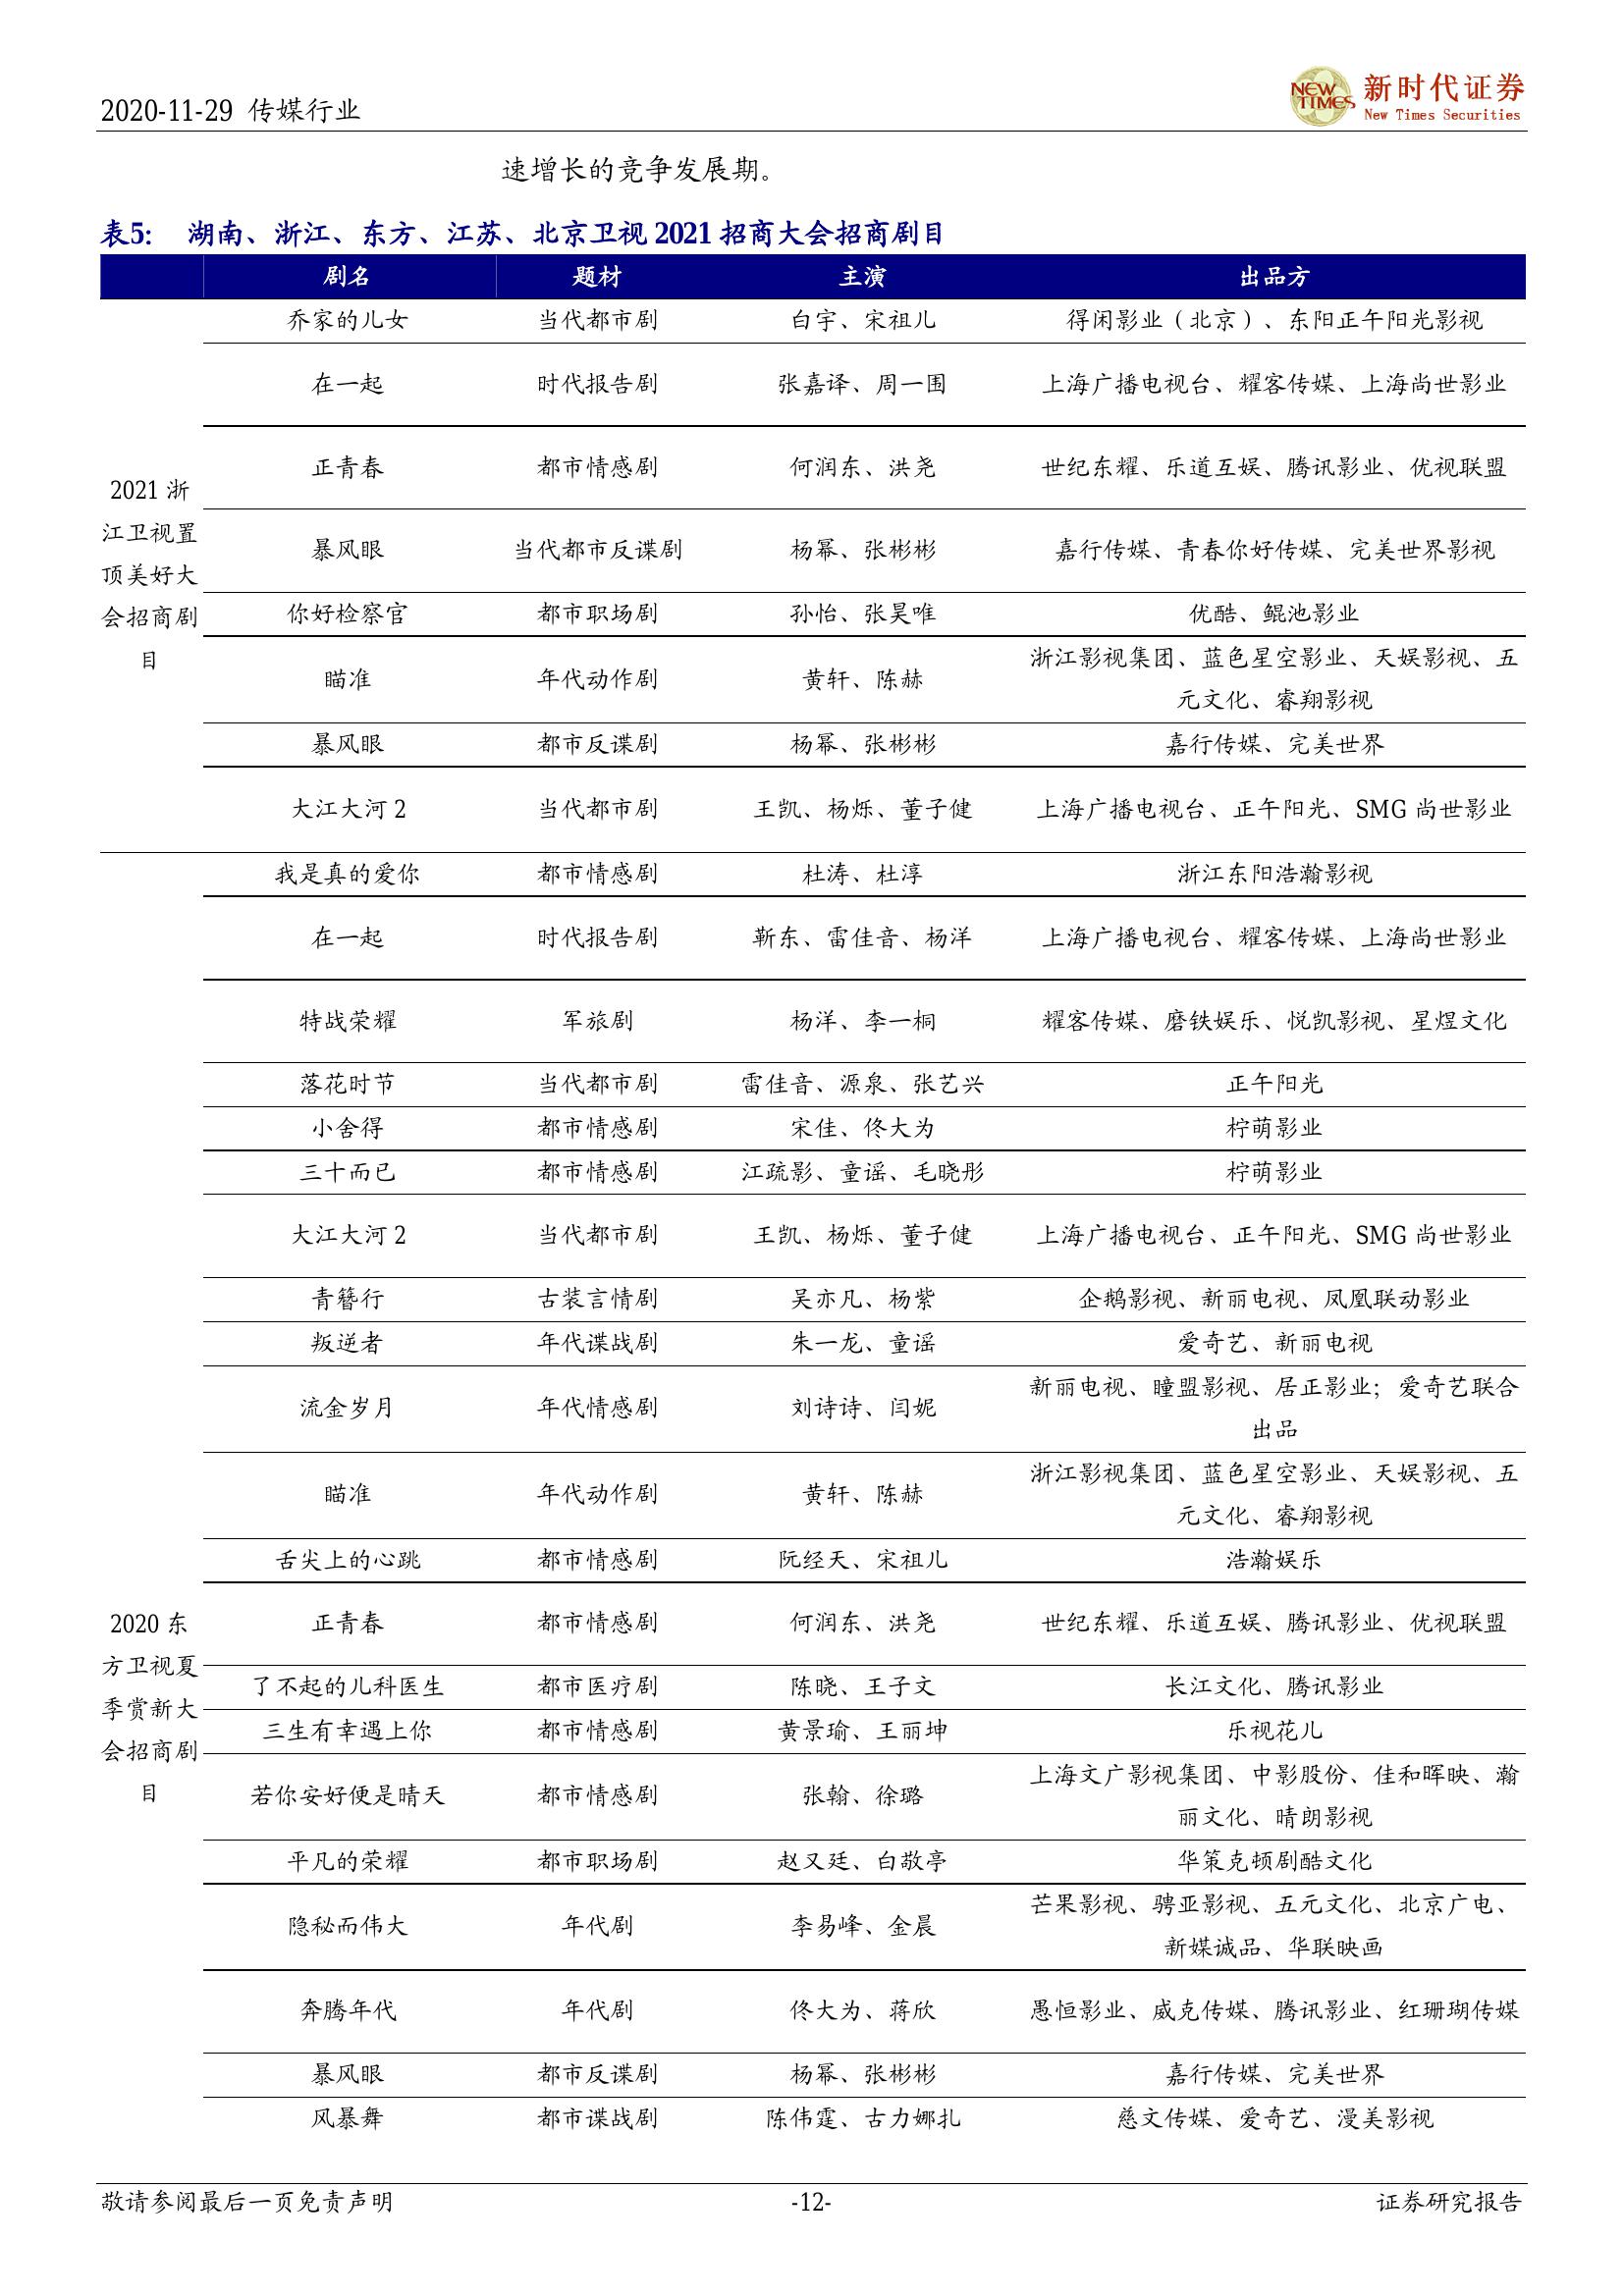 2020-11-29 传媒行业
NEW TIMES 新时代证券
New Times Securities
速增长的竞争发展期。
表5: 湖南、浙江、东方、江苏、北京卫视 2021 招商大会招商剧目
剧名 题材 主演 出品方
2021 浙
江卫视置
顶美好大
会招商剧
目
乔家的儿女 当代都市剧 白宇、宋祖儿 得闲影业（北京）、东阳正午阳光影视
在一起 时代报告剧 张嘉译、周一围 上海广播电视台、耀客传媒、上海尚世影业
正青春 都市情感剧 何润东、洪尧 世纪东耀、乐道互娱、腾讯影业、优视联盟
暴风眼 当代都市反谍剧 杨幂、张彬彬 嘉行传媒、青春你好传媒、完美世界影视
你好检察官 都市职场剧 孙怡、张昊唯 优酷、鲲池影业
瞄准 年代动作剧 黄轩、陈赫 浙江影视集团、蓝色星空影业、天娱影视、五
元文化、睿翔影视
暴风眼 都市反谍剧 杨幂、张彬彬 嘉行传媒、完美世界
大江大河 2 当代都市剧 王凯、杨烁、董子健 上海广播电视台、正午阳光、SMG 尚世影业
2020 东
方卫视夏
季赏新大
会招商剧
目
我是真的爱你 都市情感剧 杜涛、杜淳 浙江东阳浩瀚影视
在一起 时代报告剧 靳东、雷佳音、杨洋 上海广播电视台、耀客传媒、上海尚世影业
特战荣耀 军旅剧 杨洋、李一桐 耀客传媒、磨铁娱乐、悦凯影视、星煜文化
落花时节 当代都市剧 雷佳音、源泉、张艺兴 正午阳光
小舍得 都市情感剧 宋佳、佟大为 柠萌影业
三十而已 都市情感剧 江疏影、童谣、毛晓彤 柠萌影业
大江大河 2 当代都市剧 王凯、杨烁、董子健 上海广播电视台、正午阳光、SMG 尚世影业
青簪行 古装言情剧 吴亦凡、杨紫 企鹅影视、新丽电视、凤凰联动影业
叛逆者 年代谍战剧 朱一龙、童谣 爱奇艺、新丽电视
流金岁月 年代情感剧 刘诗诗、闫妮 新丽电视、瞳盟影视、居正影业；爱奇艺联合
出品
瞄准 年代动作剧 黄轩、陈赫 浙江影视集团、蓝色星空影业、天娱影视、五
元文化、睿翔影视
舌尖上的心跳 都市情感剧 阮经天、宋祖儿 浩瀚娱乐
正青春 都市情感剧 何润东、洪尧 世纪东耀、乐道互娱、腾讯影业、优视联盟
了不起的儿科医生 都市医疗剧 陈晓、王子文 长江文化、腾讯影业
三生有幸遇上你 都市情感剧 黄景瑜、王丽坤 乐视花儿
若你安好便是晴天 都市情感剧 张翰、徐璐 上海文广影视集团、中影股份、佳和晖映、瀚
丽文化、晴朗影视
平凡的荣耀 都市职场剧 赵又廷、白敬亭 华策克顿剧酷文化
隐秘而伟大 年代剧 李易峰、金晨 芒果影视、骋亚影视、五元文化、北京广电、
新媒诚品、华联映画
奔腾年代 年代剧 佟大为、蒋欣 愚恒影业、威克传媒、腾讯影业、红珊瑚传媒
暴风眼 都市反谍剧 杨幂、张彬彬 嘉行传媒、完美世界
风暴舞 都市谍战剧 陈伟霆、古力娜扎 慈文传媒、爱奇艺、漫美影视
敬请参阅最后一页免责声明 -12- 证券研究报告